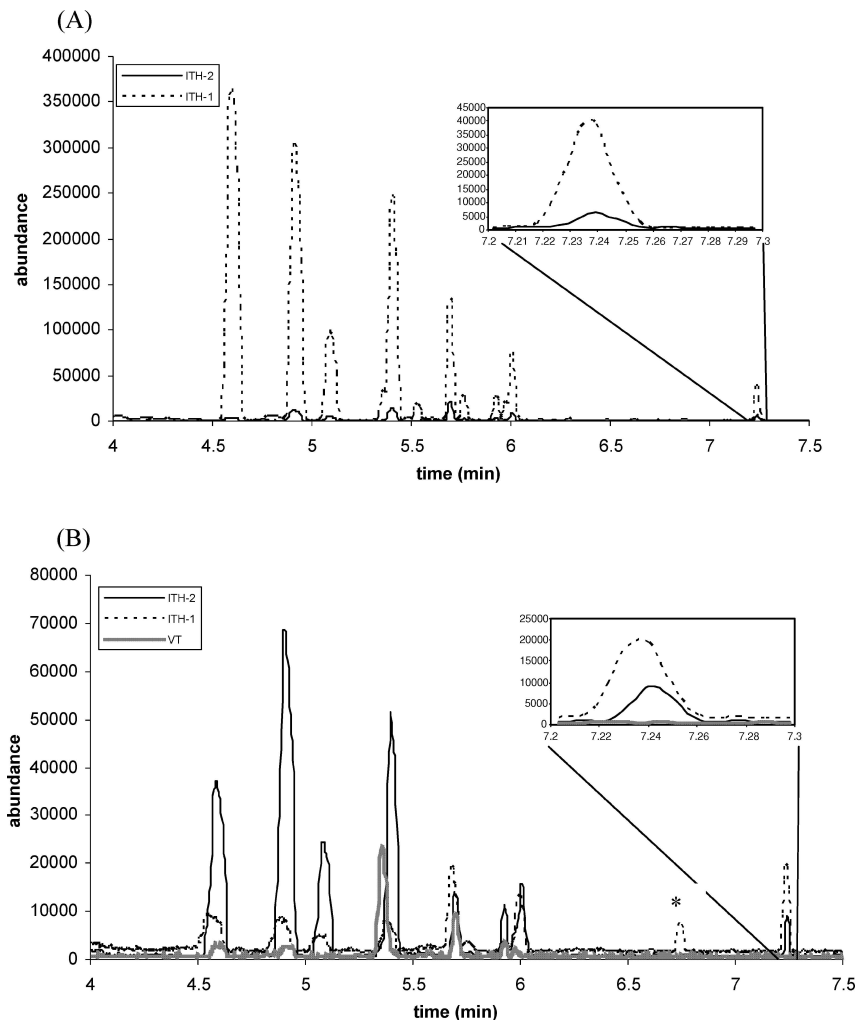 (A)
400000
350000
300000
250000
200000
150000
100000
50000
0
abundance
ITH-2
ITH-1
45000
40000
35000
30000
25000
20000
15000
10000
5000
0
7.2 7.21 7.22 7.23 7.24 7.25 7.26 7.27 7.28 7.29 7.3
4 4.5 5 5.5 6 6.5 7 7.5
time (min)
(B)
80000
70000
60000
50000
40000
30000
20000
10000
0
abundance
ITH-2
ITH-1
VT
25000
20000
15000
10000
5000
0
7.2 7.22 7.24 7.26 7.28 7.3
*
4 4.5 5 5.5 6 6.5 7 7.5
time (min)